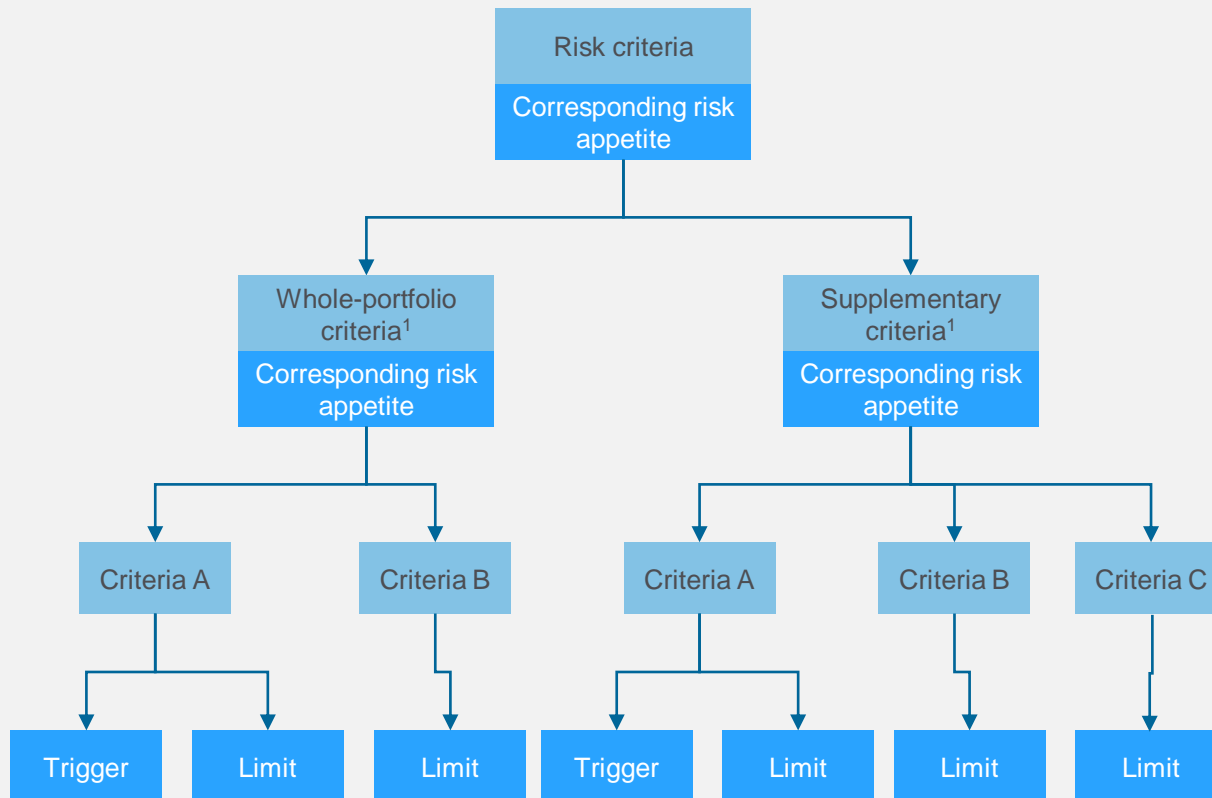 Risk criteria
Corresponding risk
appetite
Whole-portfolio
criteria¹
Corresponding risk
appetite
Supplementary
criteria¹
Corresponding risk
appetite
Criteria A
Criteria B
Criteria A
Criteria B
Criteria C
Trigger
Limit
Limit
Trigger
Limit
Limit
Limit